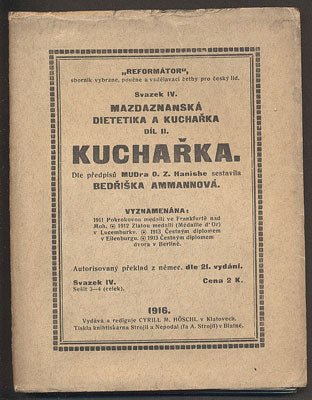 „REFORMÁTOR“,
sborník vybrané, poučné a vzdělávací četby pro český lid.
Svazek IV.
MAZDAZNANSKÁ
DIETETIKA A KUCHAŘKA
DÍL II.
KUCHAŘKA.
Dle předpisů MUDra O. Z. Hanishe sestavila
BEDŘIŠKA AMMANNOVÁ.
VYZNAMENÁNA:
1911 Pokrokovou medailí ve Frankfurtě nad
Moh. 1912 Zlatou medailí (Médaille d'Or)
v Lucemburku. 1913 Čestným diplomem
v Eilenburgu. 1913 Čestným diplomem
dvora v Berlíně.
Autorisovaný překlad z němec. dle 21. vydání.
Svazek IV. Cena 2 K.
Sešit 3—4 (celek).
1916.
Vydává a rediguje CYRILL M. HÖSCHL v Klatovech.
Tiskla knihtiskárna Strojil a Nepodal (fa A. Strojil) v Blatné.